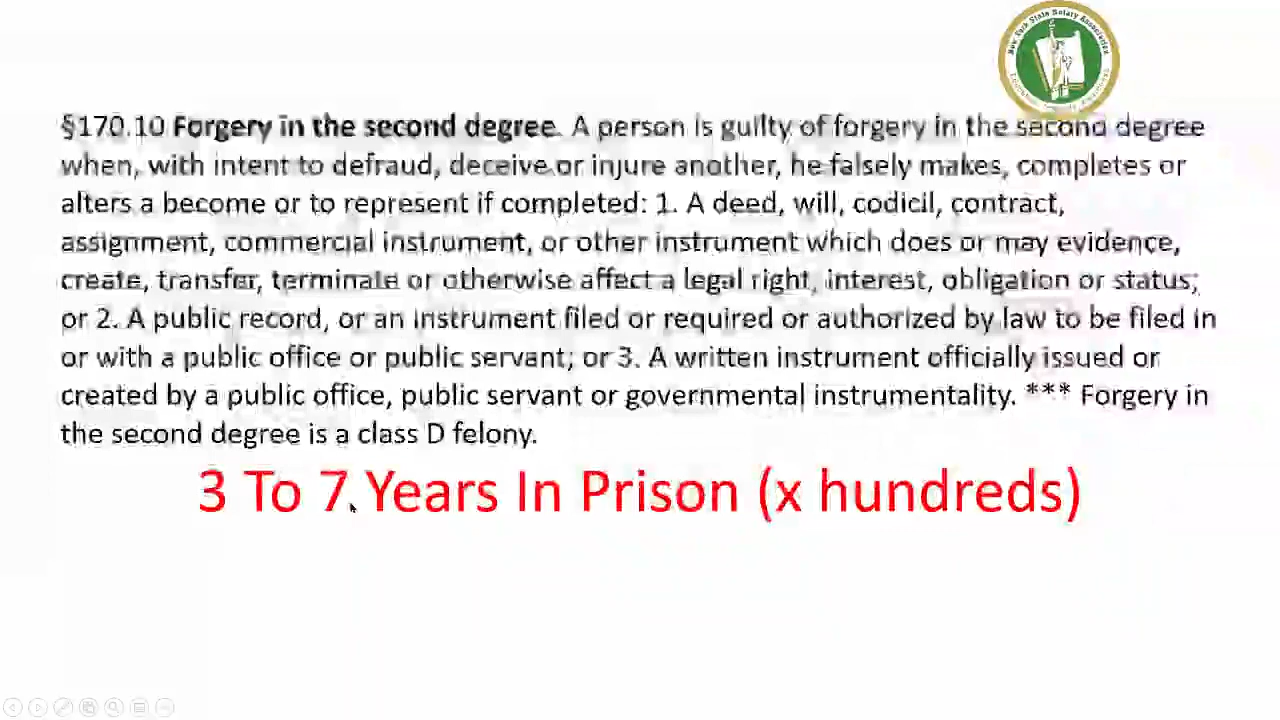 New York State Notary Association
§170.10 Forgery in the second degree. A person is guilty of forgery in the second degree
when, with intent to defraud, deceive or injure another, he falsely makes, completes or
alters a become or to represent if completed: 1. A deed, will, codicil, contract,
assignment, commercial instrument, or other instrument which does or may evidence,
create, transfer, terminate or otherwise affect a legal right, interest, obligation or status;
or 2. A public record, or an instrument filed or required or authorized by law to be filed in
or with a public office or public servant; or 3. A written instrument officially issued or
created by a public office, public servant or governmental instrumentality. *** Forgery in
the second degree is a class D felony.
3 To 7 Years In Prison (x hundreds)